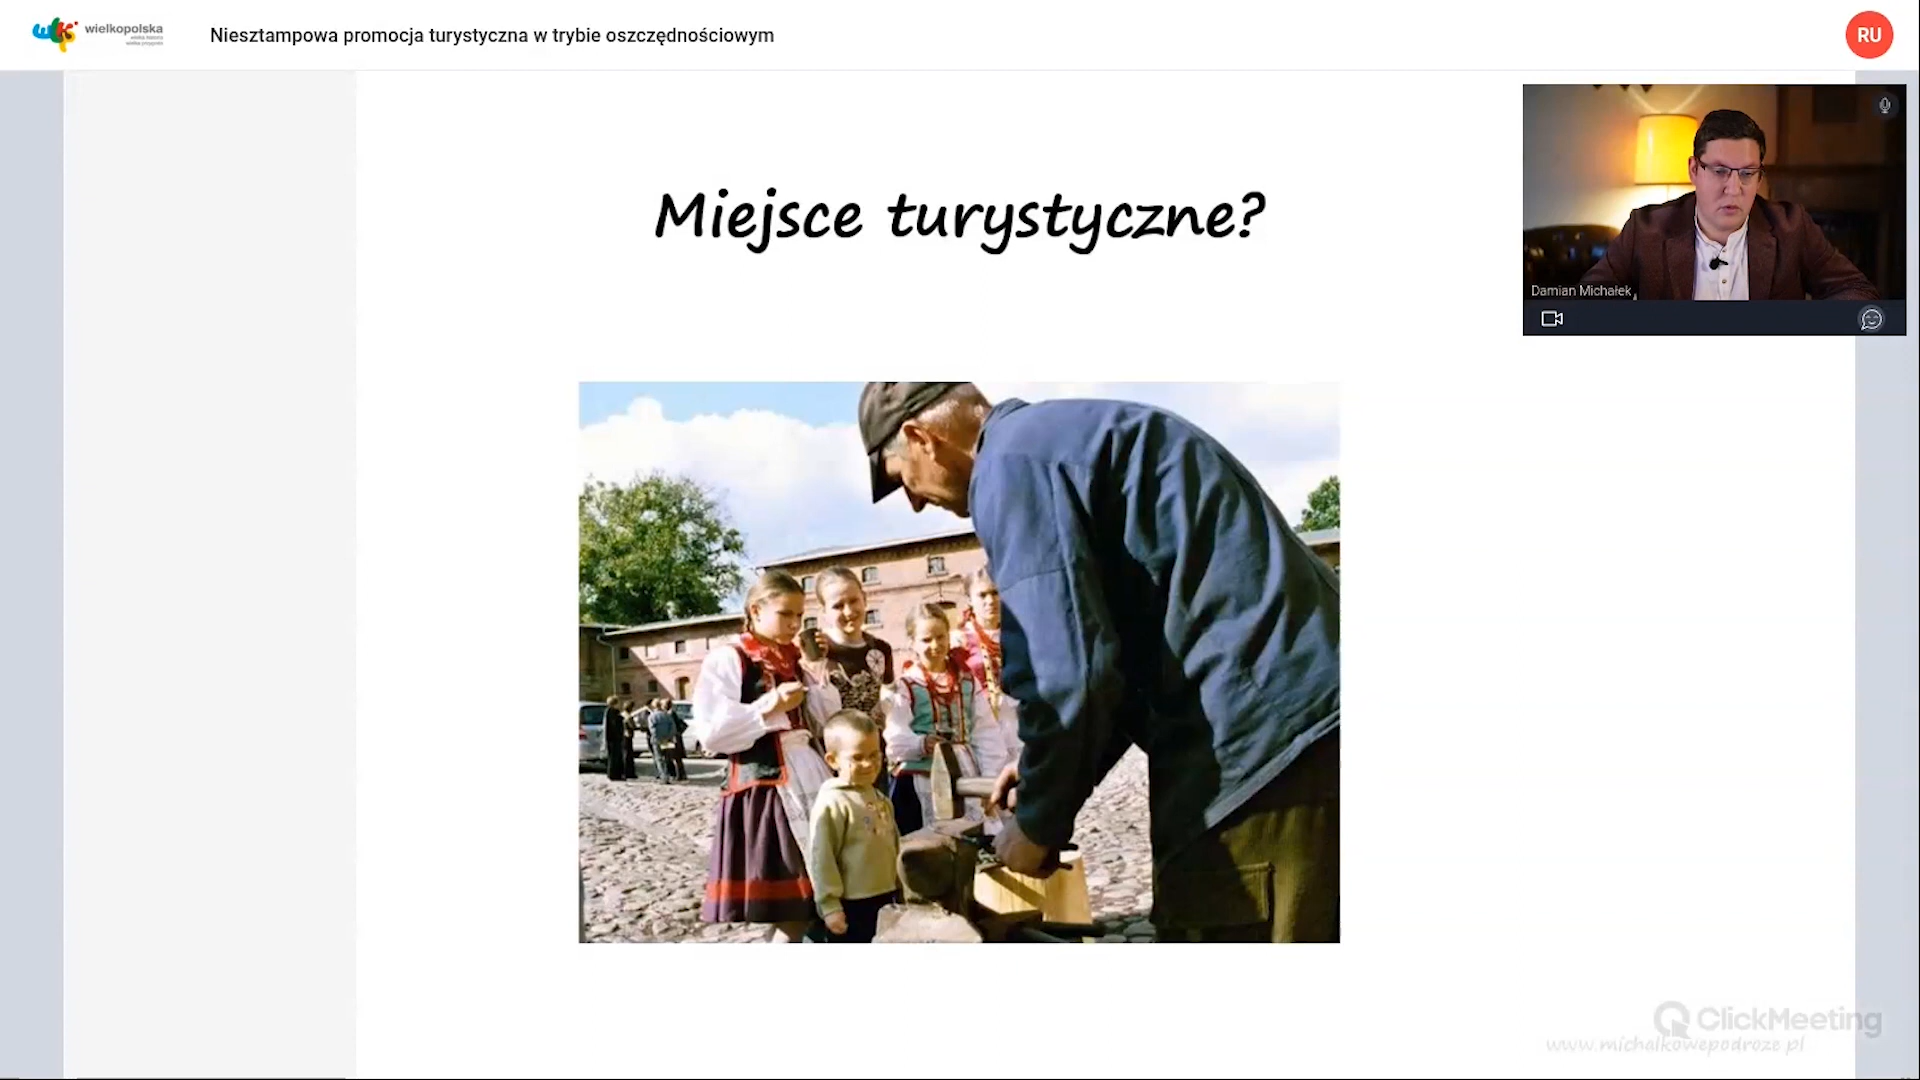 wielkopolska
Niesztampowa promocja turystyczna w trybie oszczędnościowym
RU
Miejsce turystyczne?
Damian Michałek
ClickMeeting
www.michalkowepodroze.pl